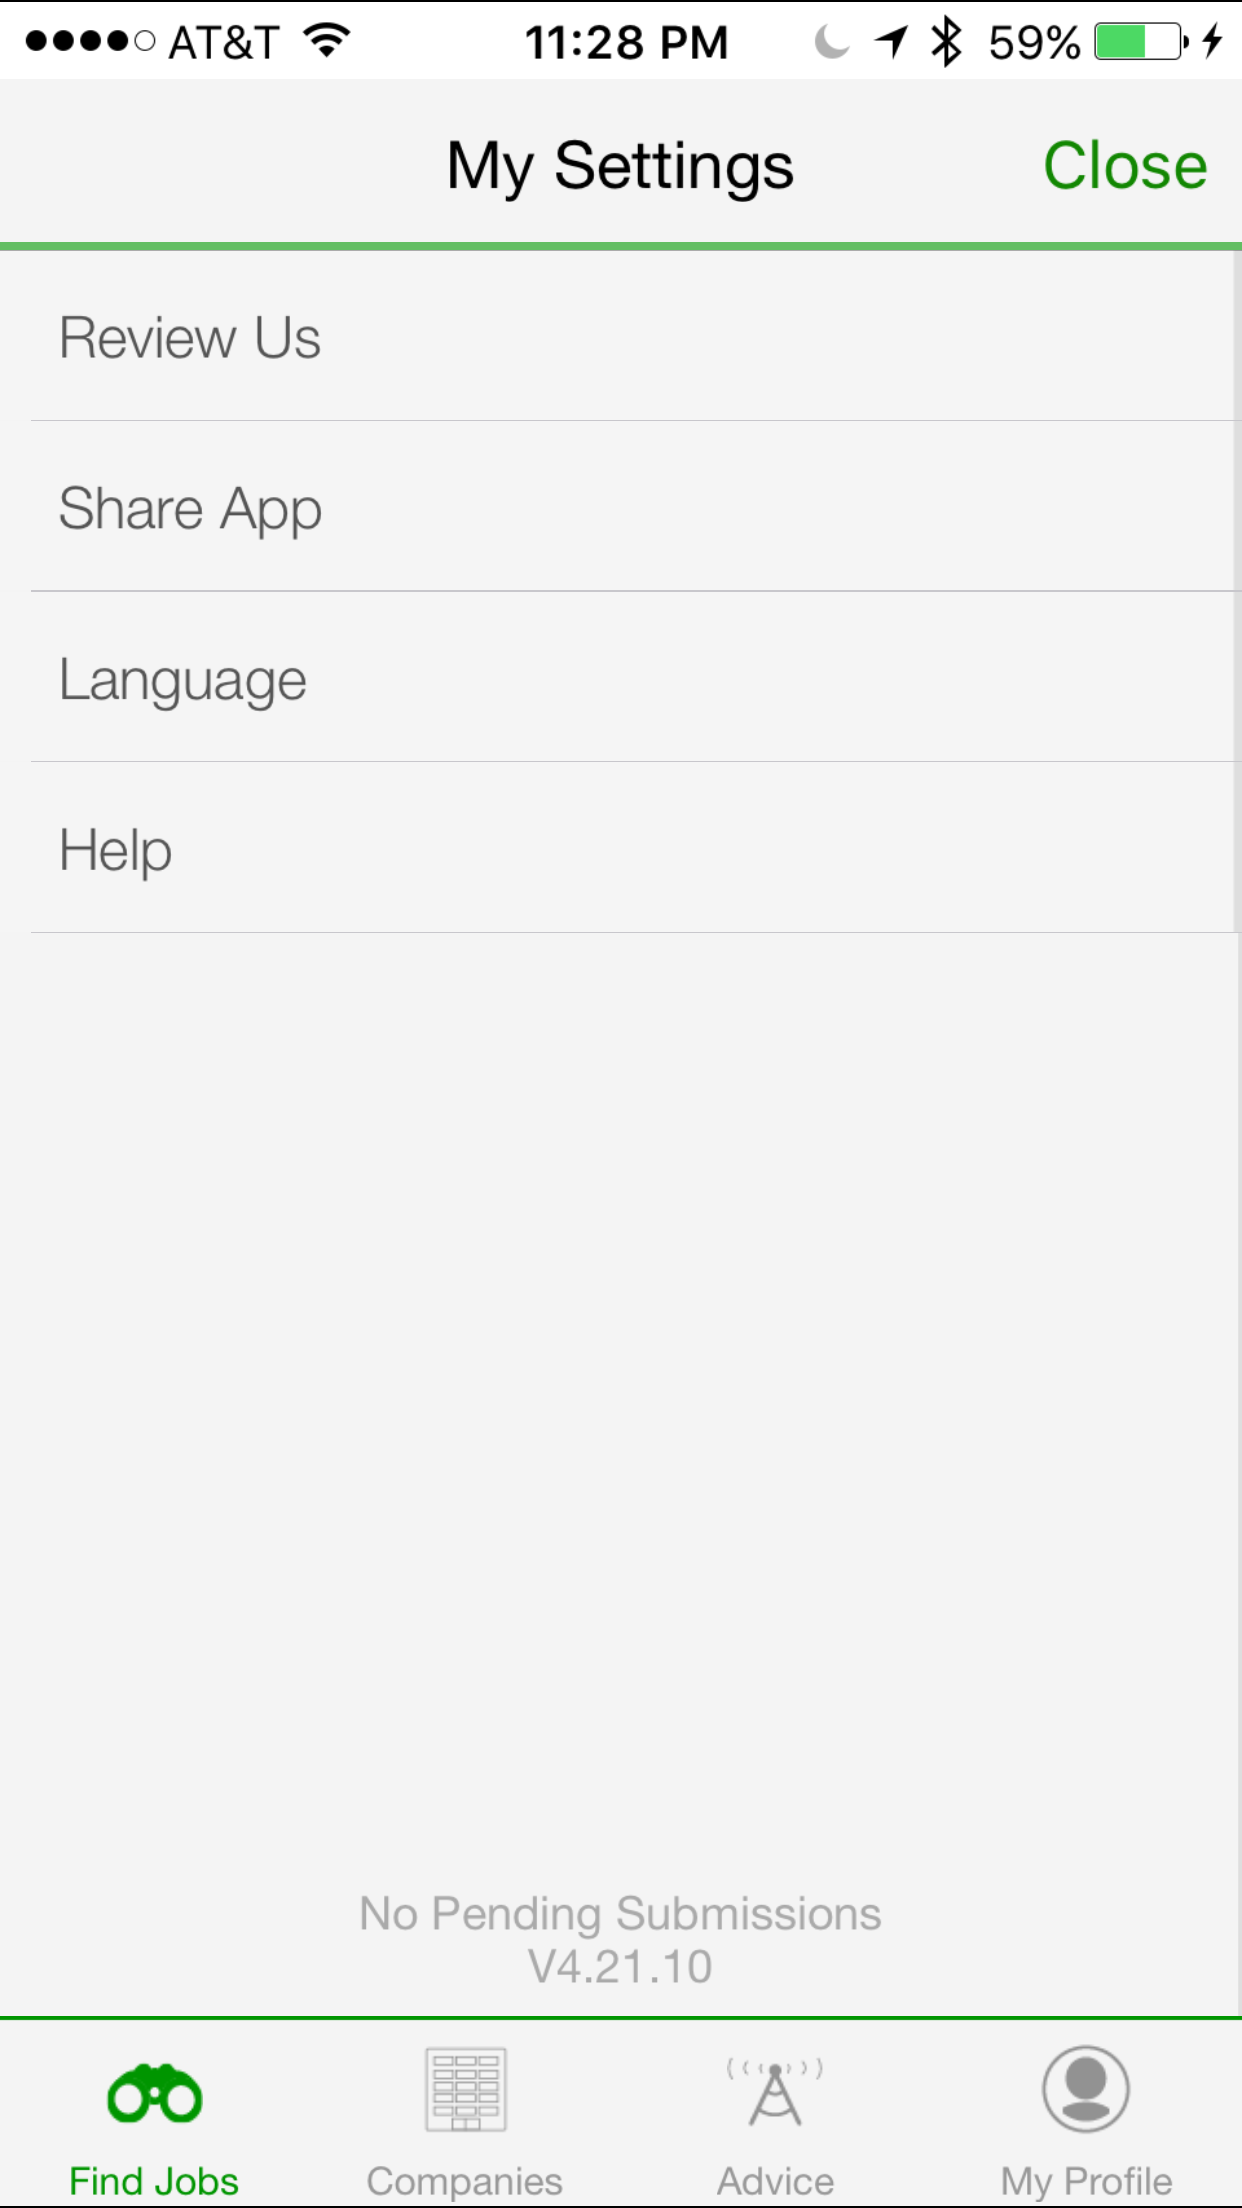 AT&T 11:28 PM 59%
My Settings Close
Review Us
Share App
Language
Help
No Pending Submissions
V4.21.10
Find Jobs Companies Advice My Profile